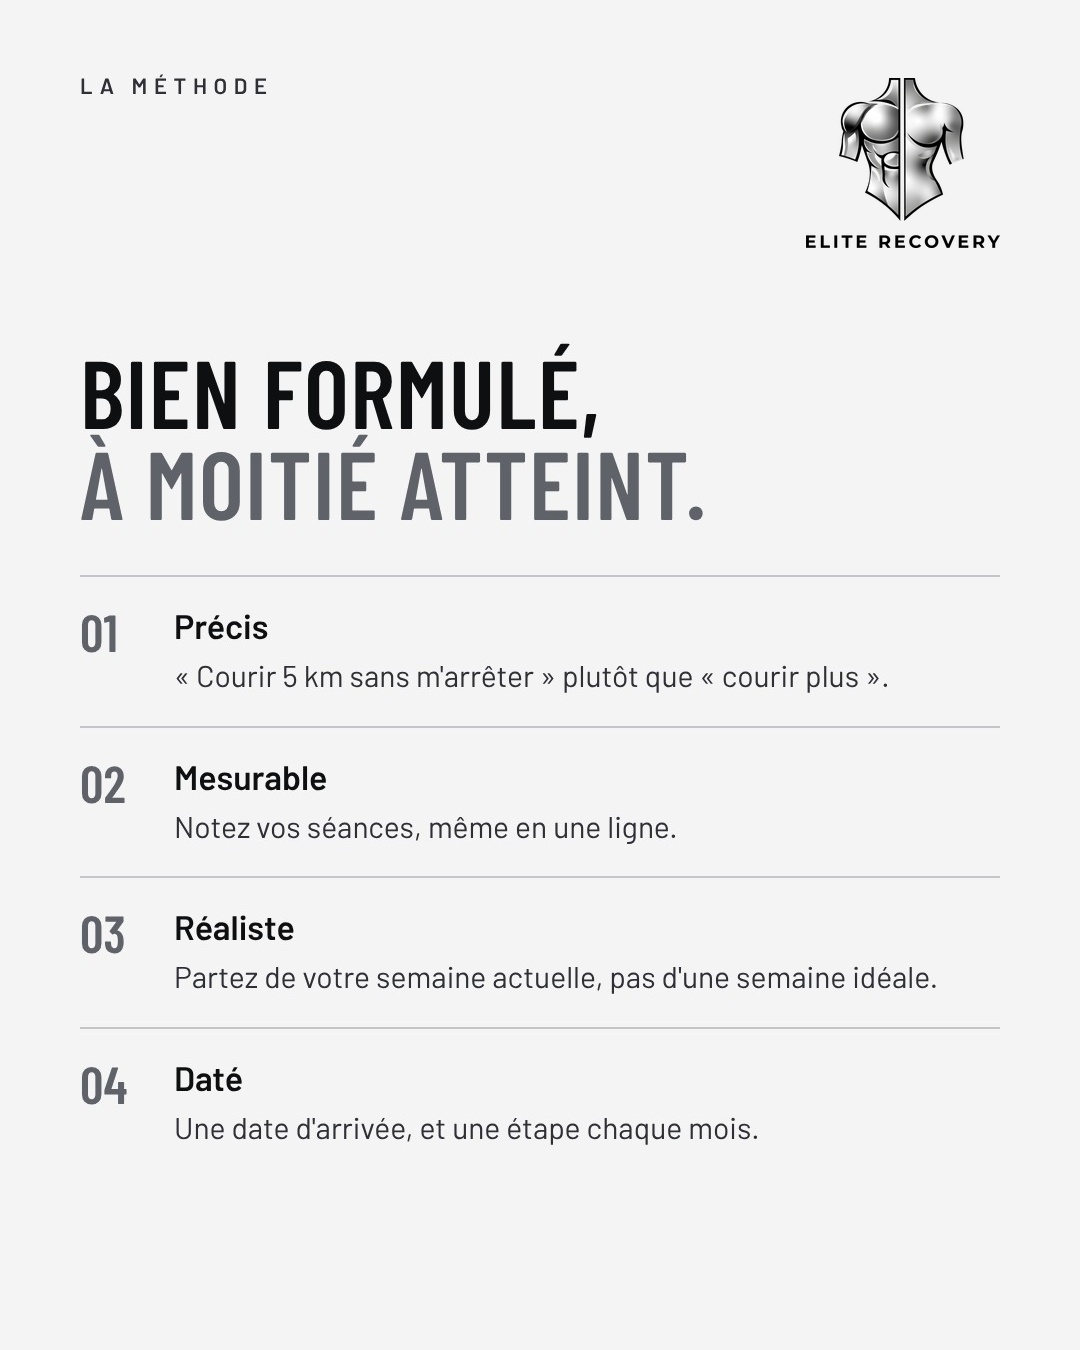 LA MÉTHODE
ELITE RECOVERY
BIEN FORMULÉ,
À MOITIÉ ATTEINT.
01 Précis
« Courir 5 km sans m'arrêter » plutôt que « courir plus ».
02 Mesurable
Notez vos séances, même en une ligne.
03 Réaliste
Partez de votre semaine actuelle, pas d'une semaine idéale.
04 Daté
Une date d'arrivée, et une étape chaque mois.